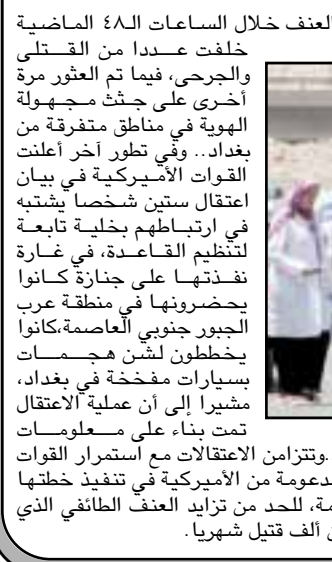 العنف خلال الساعات الـ٤٨ الماضية
خلفت عددا من القتلى
والجرحى، فيما تم العثور مرة
أخرى على جثث مجهولة
الهوية في مناطق متفرقة من
بغداد.. وفي تطور آخر أعلنت
القوات الأميركية في بيان
اعتقال ستين شخصا يشتبه
في ارتباطهم بخلية تابعة
لتنظيم القاعدة، في غارة
نفذتها على جنازة كانوا
يحضرونها في منطقة عرب
الجبور جنوبي العاصمة،كانوا
يخططون لشن هجمات
بسيارات مفخخة في بغداد،
مشيرا إلى أن عملية الاعتقال
تمت بناء على معلومات
.وتتزامن الاعتقالات مع استمرار القوات
دعومة من الأميركية في تنفيذ خطتها
مة، للحد من تزايد العنف الطائفي الذي
ألف قتيل شهريا.